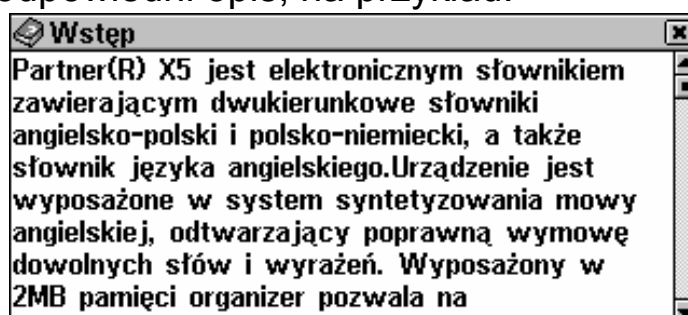 odpowiedni opis, na przykład:
Wstęp
Partner(R) X5 jest elektronicznym słownikiem
zawierającym dwukierunkowe słowniki
angielsko-polski i polsko-niemiecki, a także
słownik języka angielskiego.Urządzenie jest
wyposażone w system syntetyzowania mowy
angielskiej, odtwarzający poprawną wymowę
dowolnych słów i wyrażeń. Wyposażony w
2MB pamięci organizer pozwala na